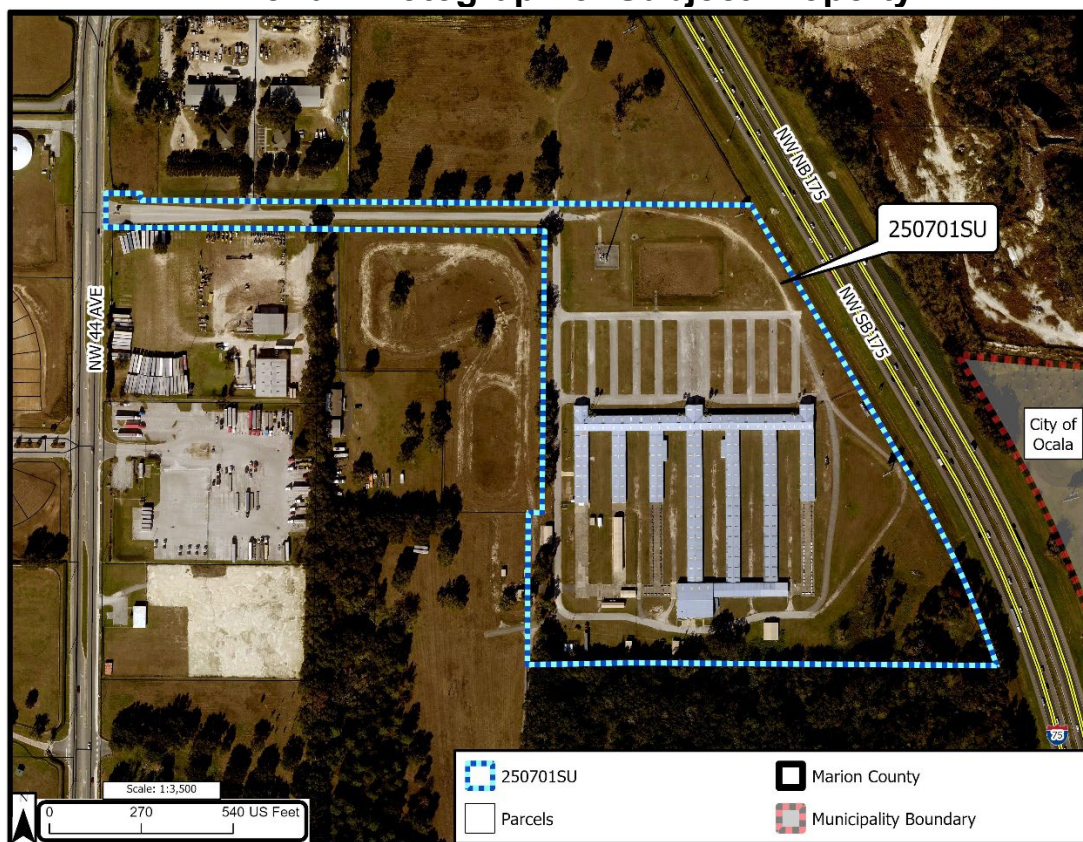 NW NB I75
250701SU
NW 44 AVE
NW SB I75
City of
Ocala
75
Scale: 1:3,500
N
0 270 540 US Feet
250701SU
Marion County
Parcels
Municipality Boundary